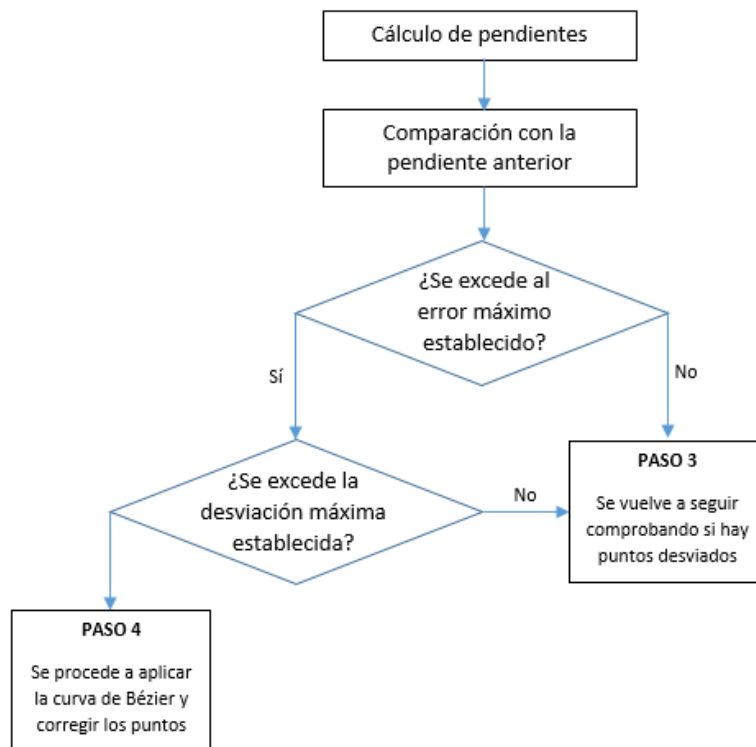 Cálculo de pendientes
Comparación con la
pendiente anterior
¿Se excede al
error máximo
establecido?
Sí
No
¿Se excede la
desviación máxima
establecida?
No
PASO 3
Se vuelve a seguir
comprobando si hay
puntos desviados
PASO 4
Se procede a aplicar
la curva de Bézier y
corregir los puntos